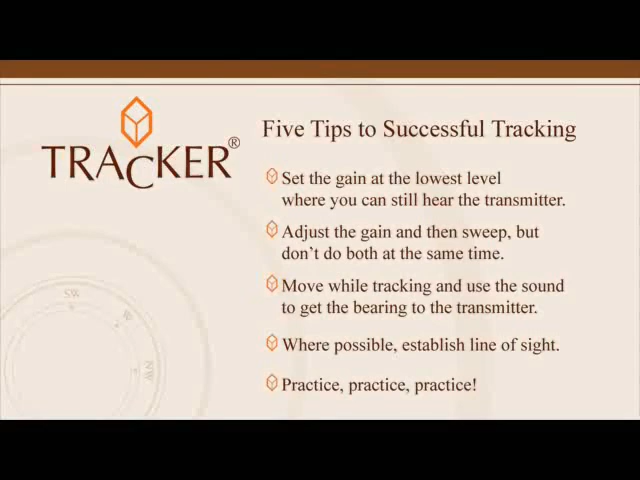 TRACKER®
Five Tips to Successful Tracking
Set the gain at the lowest level
where you can still hear the transmitter.
Adjust the gain and then sweep, but
don't do both at the same time.
Move while tracking and use the sound
to get the bearing to the transmitter.
Where possible, establish line of sight.
Practice, practice, practice!
SW
W
NW